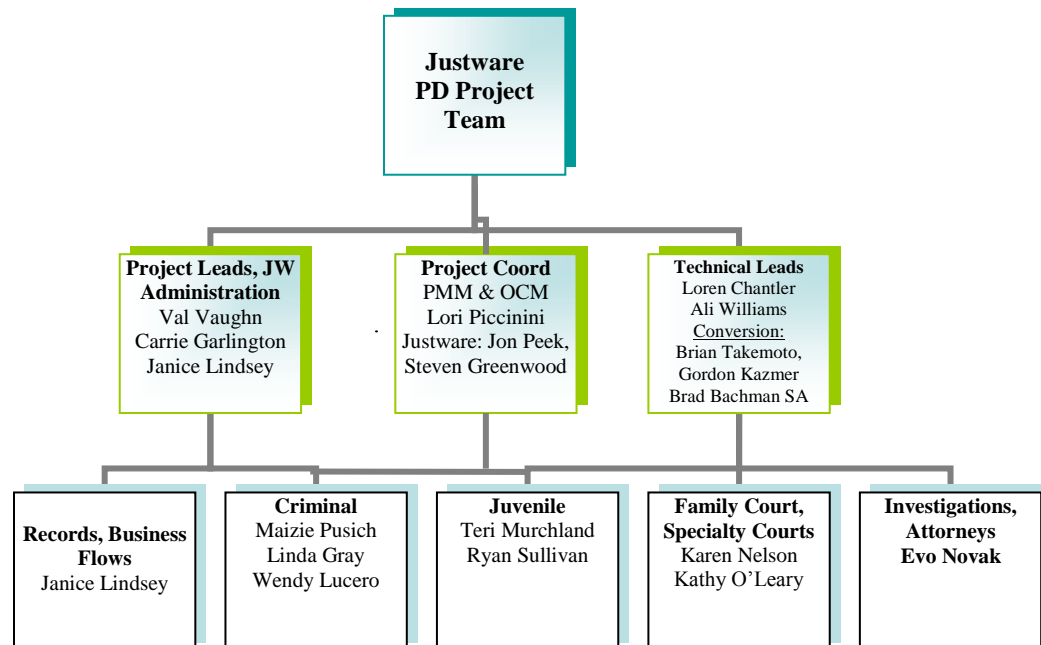 Justware
PD Project
Team
Project Leads, JW
Administration
Val Vaughn
Carrie Garlington
Janice Lindsey
.
Project Coord
PMM & OCM
Lori Piccinini
Justware: Jon Peek,
Steven Greenwood
Technical Leads
Loren Chantler
Ali Williams
Conversion:
Brian Takemoto,
Gordon Kazmer
Brad Bachman SA
Records, Business
Flows
Janice Lindsey
Criminal
Maizie Pusich
Linda Gray
Wendy Lucero
Juvenile
Teri Murchland
Ryan Sullivan
Family Court,
Specialty Courts
Karen Nelson
Kathy O’Leary
Investigations,
Attorneys
Evo Novak